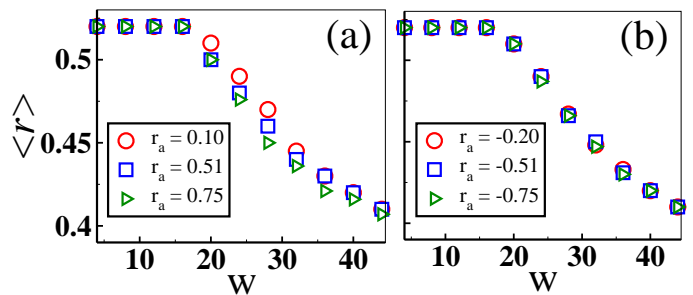 (a)
(b)
<r>
0.5
0.45
0.4
r_a = 0.10
r_a = 0.51
r_a = 0.75
r_a = -0.20
r_a = -0.51
r_a = -0.75
10 20 30 40
10 20 30 40
W
W